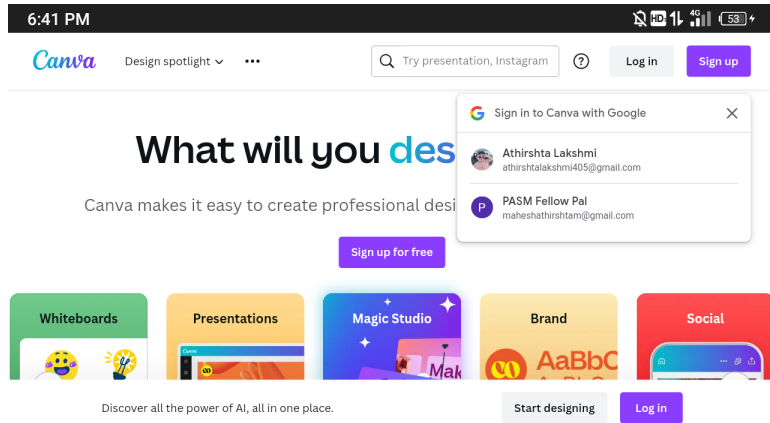 6:41 PM
HD 4G 53
Canva
Design spotlight
Try presentation, Instagram
Log in
Sign up
Sign in to Canva with Google
Athirshta Lakshmi
athirshtalakshmi405@gmail.com
P
PASM Fellow Pal
maheshathirshtam@gmail.com
What will you des
Canva makes it easy to create professional desi
Sign up for free
Whiteboards
Presentations
Magic Studio
Brand
Social
AaBbC
Mak
Discover all the power of AI, all in one place.
Start designing
Log in